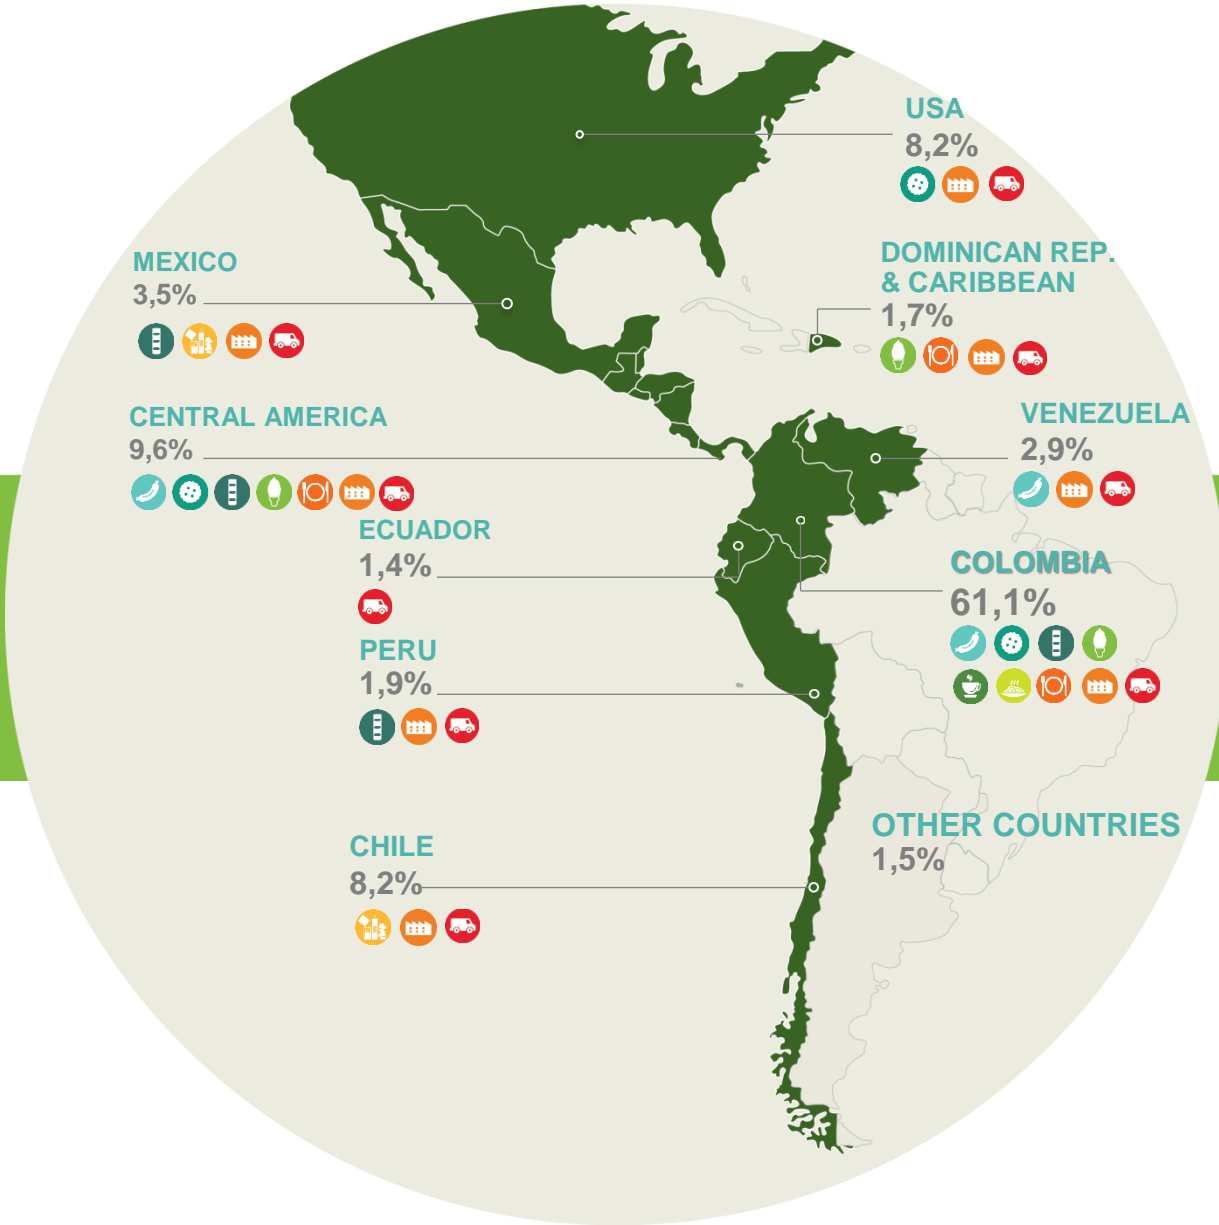 USA
8,2%
MEXICO
3,5%
DOMINICAN REP.
& CARIBBEAN
1,7%
CENTRAL AMERICA
9,6%
VENEZUELA
2,9%
ECUADOR
1,4%
COLOMBIA
61,1%
PERU
1,9%
OTHER COUNTRIES
1,5%
CHILE
8,2%